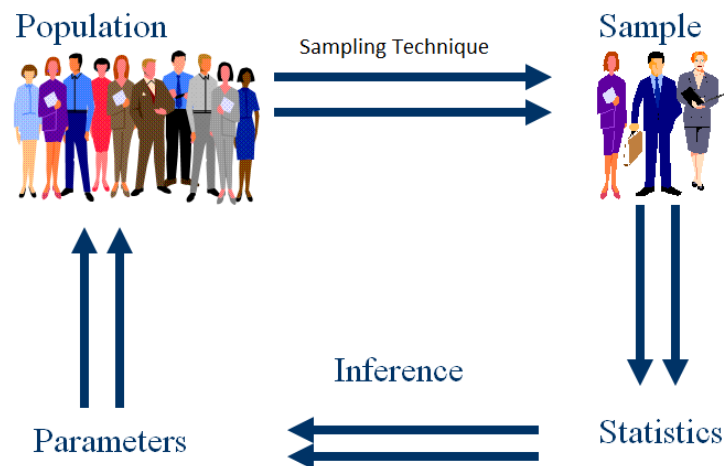 Population
Sampling Technique
Sample
Inference
Parameters
Statistics